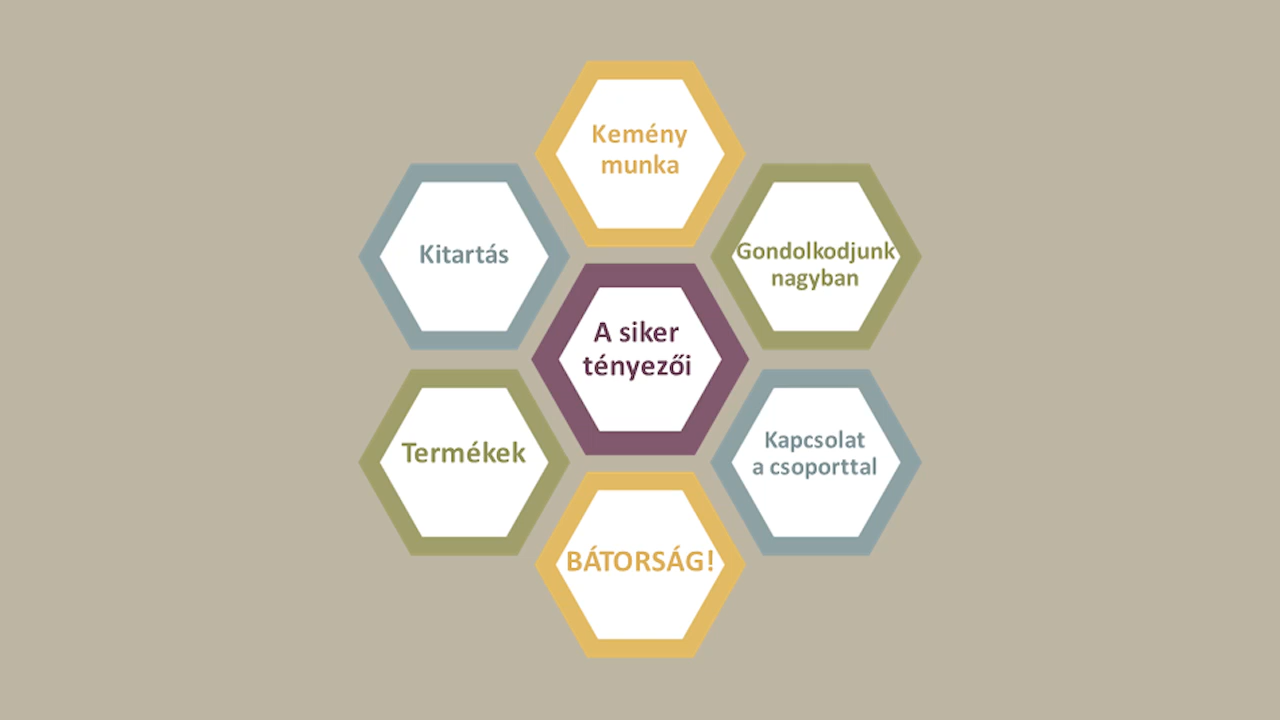 Kemény
munka
Kitartás
Gondolkodjunk
nagyban
A siker
tényezői
Termékek
Kapcsolat
a csoporttal
BÁTORSÁG!